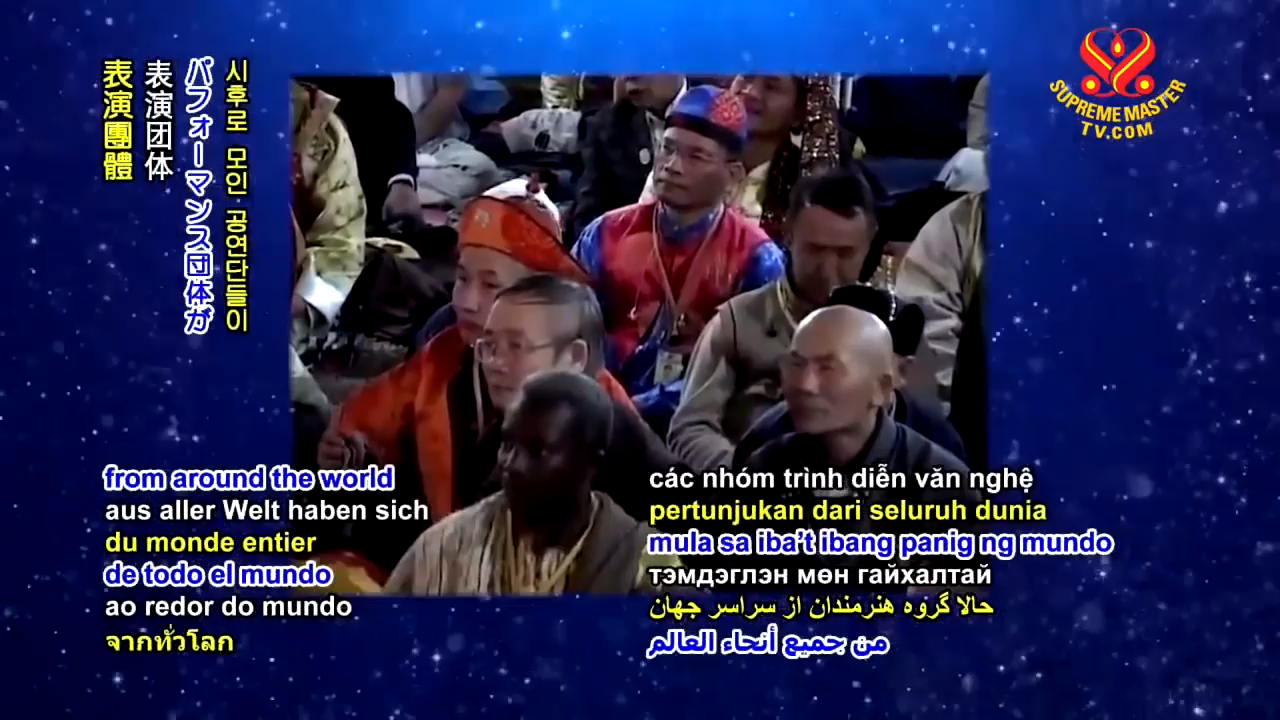 表演團體
表演团体
パフォーマンス団体が
시후로 모인 공연단들이
SUPREME MASTER
TV.COM
from around the world
aus aller Welt haben sich
du monde entier
de todo el mundo
ao redor do mundo
จากทั่วโลก
các nhóm trình diễn văn nghệ
pertunjukan dari seluruh dunia
mula sa iba't ibang panig ng mundo
тэмдэглэн мөн гайхалтай
حالا گروه هنرمندان از سراسر جهان
من جميع أنحاء العالم